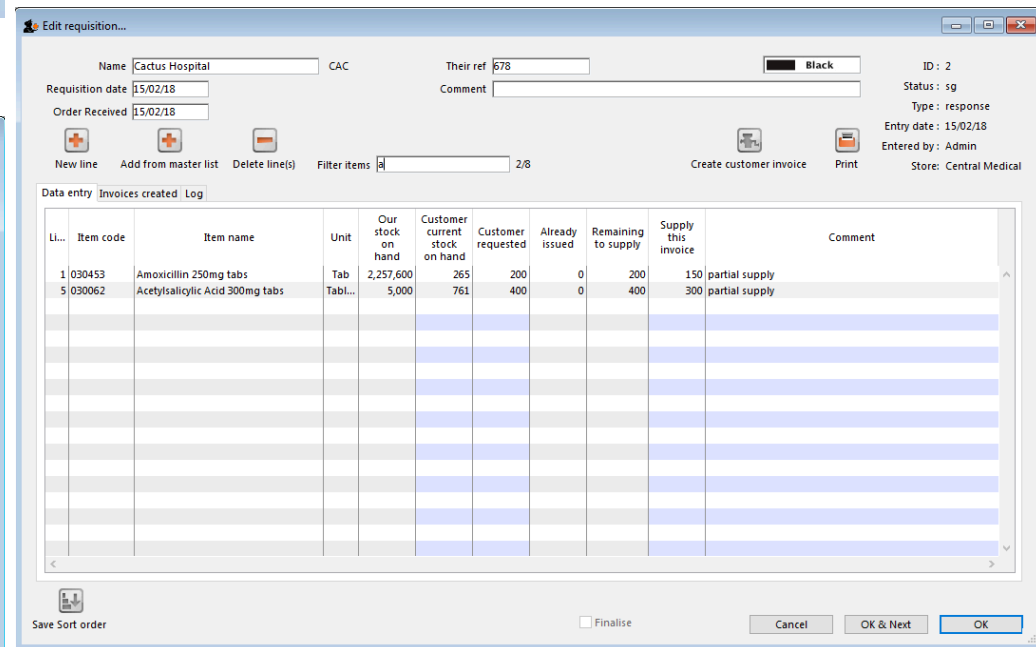 Edit requisition...
Name Cactus Hospital CAC Their ref 678 Black ID : 2
Requisition date 15/02/18 Comment Status : sg
Order Received 15/02/18 Type : response
Entry date : 15/02/18
Entered by : Admin
New line Add from master list Delete line(s) Filter items a 2/8 Create customer invoice Print Store: Central Medical
Data entry Invoices created Log
Li... Item code Item name Unit Our stock on hand Customer current stock on hand Customer requested Already issued Remaining to supply Supply this invoice Comment
1 030453 Amoxicillin 250mg tabs Tab 2,257,600 265 200 0 200 150 partial supply
5 030062 Acetylsalicylic Acid 300mg tabs Tabl... 5,000 761 400 0 400 300 partial supply
Save Sort order Finalise Cancel OK & Next OK